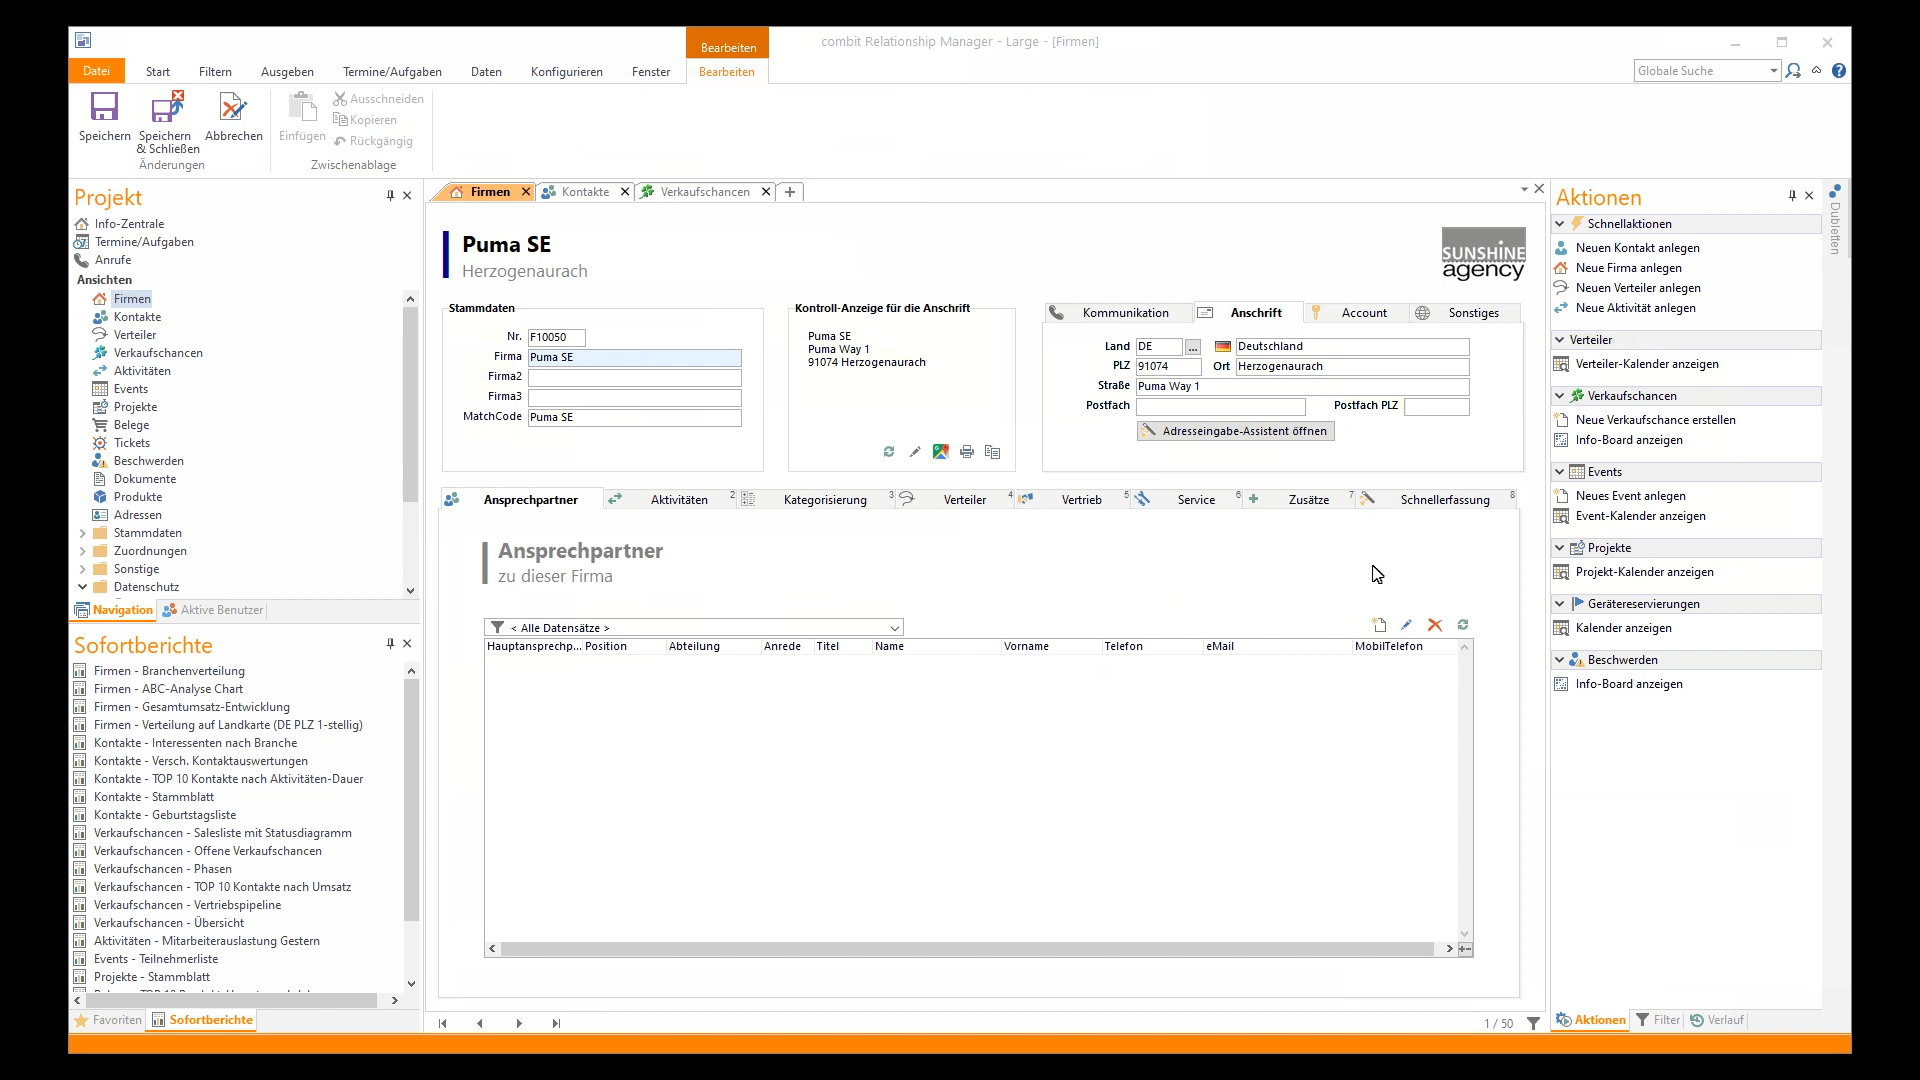 Bearbeiten
combit Relationship Manager - Large - [Firmen]
Datei
Start
Filtern
Ausgeben
Termine/Aufgaben
Daten
Konfigurieren
Fenster
Bearbeiten
Globale Suche
Speichern
Speichern
& Schließen
Abbrechen
Änderungen
Einfügen
Ausschneiden
Kopieren
Rückgängig
Zwischenablage
Projekt
Info-Zentrale
Termine/Aufgaben
Anrufe
Ansichten
Firmen
Kontakte
Verteiler
Verkaufschancen
Aktivitäten
Events
Projekte
Belege
Tickets
Beschwerden
Dokumente
Produkte
Adressen
Stammdaten
Zuordnungen
Sonstige
Datenschutz
Navigation
Aktive Benutzer
Sofortberichte
Firmen - Branchenverteilung
Firmen - ABC-Analyse Chart
Firmen - Gesamtumsatz-Entwicklung
Firmen - Verteilung auf Landkarte (DE PLZ 1-stellig)
Kontakte - Interessenten nach Branche
Kontakte - Versch. Kontaktauswertungen
Kontakte - TOP 10 Kontakte nach Aktivitäten-Dauer
Kontakte - Stammblatt
Kontakte - Geburtstagsliste
Verkaufschancen - Salesliste mit Statusdiagramm
Verkaufschancen - Offene Verkaufschancen
Verkaufschancen - Phasen
Verkaufschancen - TOP 10 Kontakte nach Umsatz
Verkaufschancen - Vertriebspipeline
Verkaufschancen - Übersicht
Aktivitäten - Mitarbeiterauslastung Gestern
Events - Teilnehmerliste
Projekte - Stammblatt
Favoriten
Sofortberichte
Firmen
Kontakte
Verkaufschancen
Puma SE
Herzogenaurach
SUNSHINE
agency
Stammdaten
Nr. F10050
Firma Puma SE
Firma2
Firma3
MatchCode Puma SE
Kontroll-Anzeige für die Anschrift
Puma SE
Puma Way 1
91074 Herzogenaurach
Kommunikation
Anschrift
Account
Sonstiges
Land DE ... Deutschland
PLZ 91074 Ort Herzogenaurach
Straße Puma Way 1
Postfach Postfach PLZ
Adresseingabe-Assistent öffnen
Ansprechpartner
Aktivitäten 2
Kategorisierung 3
Verteiler 4
Vertrieb 5
Service 6
Zusätze 7
Schnellerfassung 8
Ansprechpartner
zu dieser Firma
< Alle Datensätze >
Hauptansprechp... Position Abteilung Anrede Titel Name Vorname Telefon eMail MobilTelefon
1 / 50
Aktionen
Schnellaktionen
Neuen Kontakt anlegen
Neue Firma anlegen
Neuen Verteiler anlegen
Neue Aktivität anlegen
Verteiler
Verteiler-Kalender anzeigen
Verkaufschancen
Neue Verkaufschance erstellen
Info-Board anzeigen
Events
Neues Event anlegen
Event-Kalender anzeigen
Projekte
Projekt-Kalender anzeigen
Gerätereservierungen
Kalender anzeigen
Beschwerden
Info-Board anzeigen
Aktionen
Filter
Verlauf
Dubletten